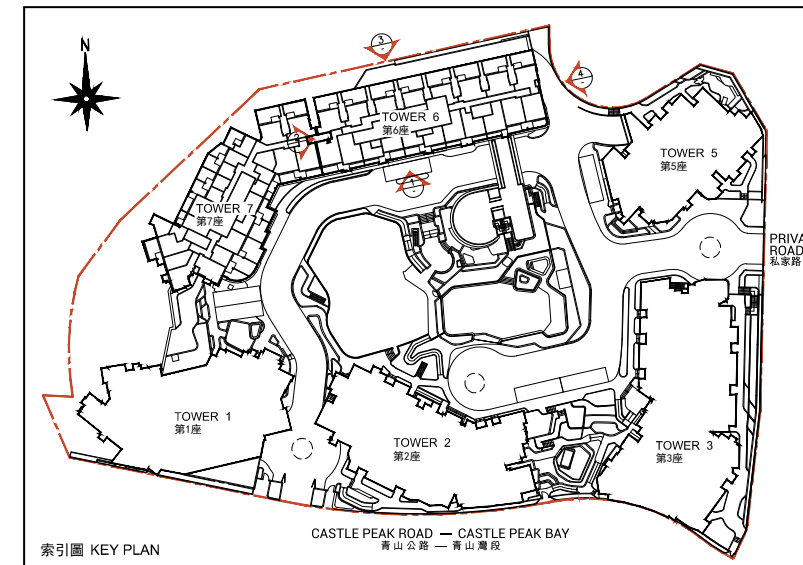 N
3
4
TOWER 6
第6座
2
1
TOWER 5
第5座
TOWER 7
第7座
PRIVA
ROAD
私家路
TOWER 1
第1座
TOWER 2
第2座
TOWER 3
第3座
CASTLE PEAK ROAD — CASTLE PEAK BAY
青山公路 — 青山灣段
索引圖 KEY PLAN